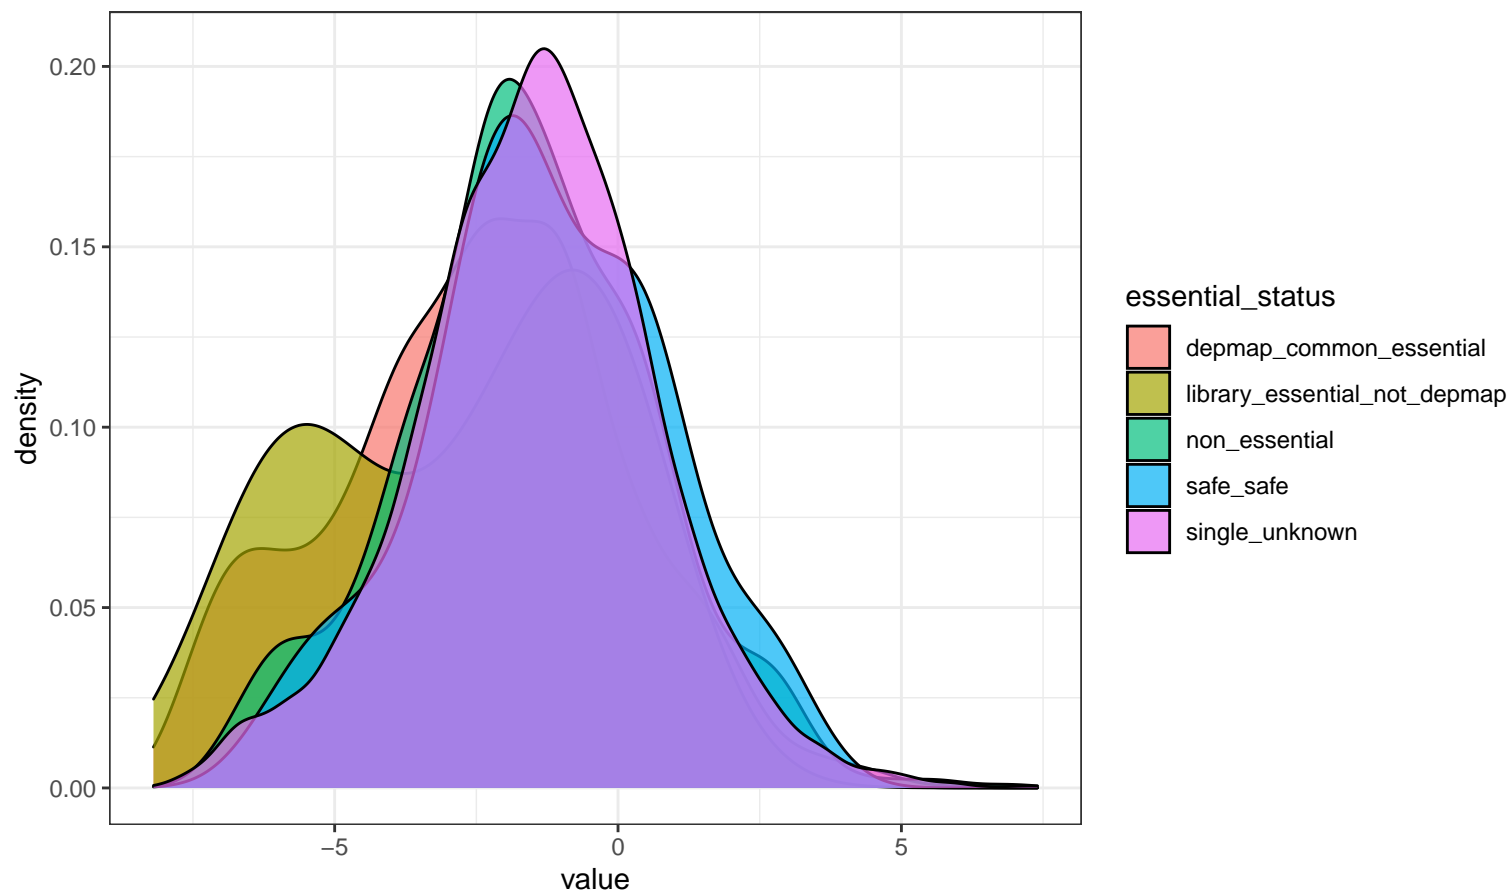 0.20
0.15
0.10
0.05
0.00
density
−5
0
5
value
essential_status
depmap_common_essential
library_essential_not_depmap
non_essential
safe_safe
single_unknown